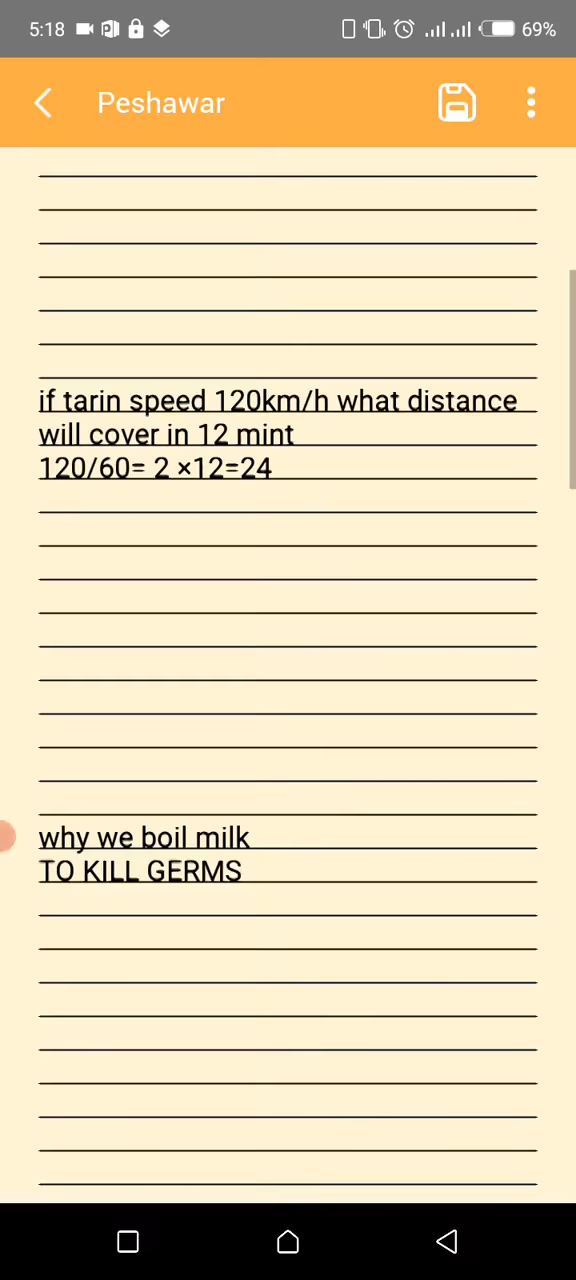 5:18
69%
Peshawar
if tarin speed 120km/h what distance
will cover in 12 mint
120/60= 2 ×12=24
why we boil milk
TO KILL GERMS